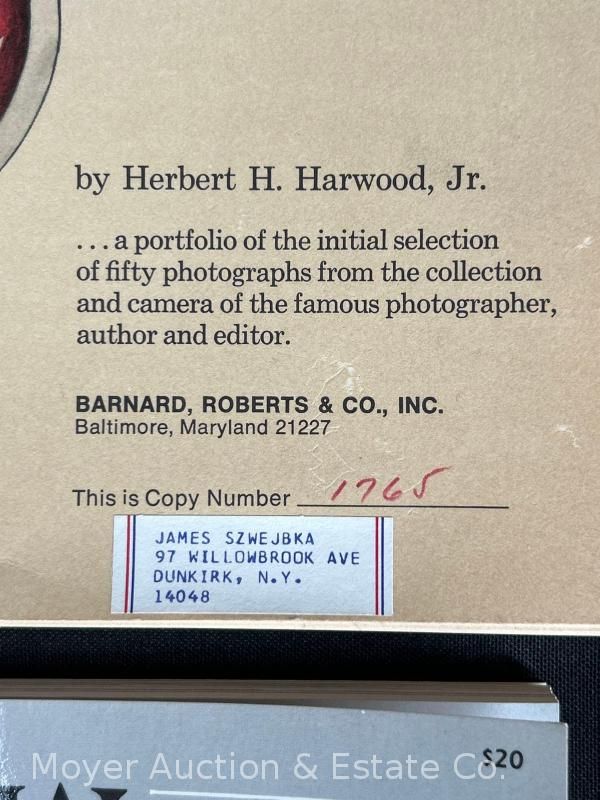 by Herbert H. Harwood, Jr.
...a portfolio of the initial selection
of fifty photographs from the collection
and camera of the famous photographer,
author and editor.
BARNARD, ROBERTS & CO., INC.
Baltimore, Maryland 21227
This is Copy Number 1765
JAMES SZWEJBKA
97 WILLOWBROOK AVE
DUNKIRK, N.Y.
14048
$20
Moyer Auction & Estate Co.